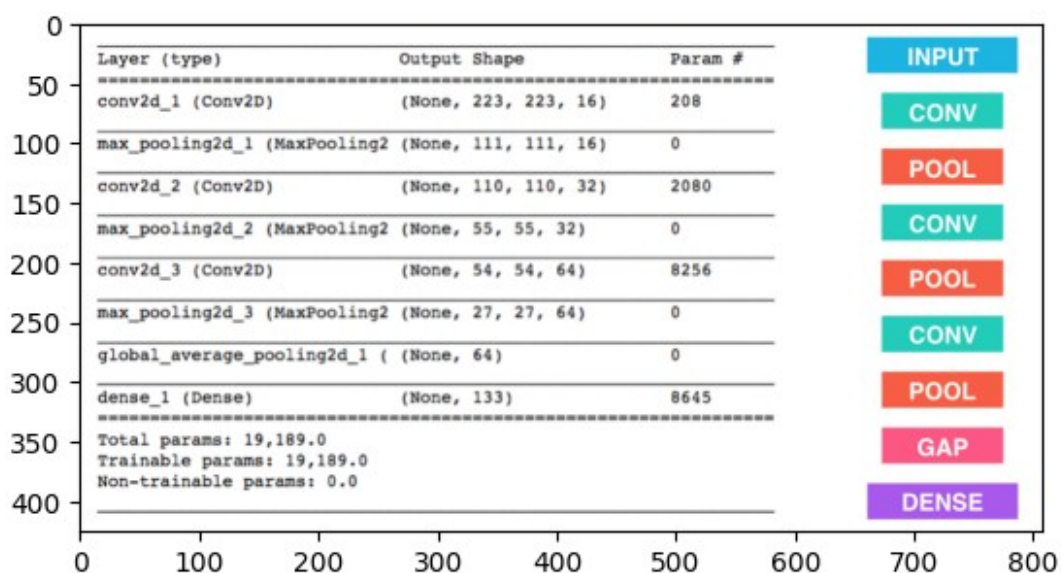 Layer (type) Output Shape Param #
conv2d_1 (Conv2D) (None, 223, 223, 16) 208
max_pooling2d_1 (MaxPooling2 (None, 111, 111, 16) 0
conv2d_2 (Conv2D) (None, 110, 110, 32) 2080
max_pooling2d_2 (MaxPooling2 (None, 55, 55, 32) 0
conv2d_3 (Conv2D) (None, 54, 54, 64) 8256
max_pooling2d_3 (MaxPooling2 (None, 27, 27, 64) 0
global_average_pooling2d_1 ( (None, 64) 0
dense_1 (Dense) (None, 133) 8645
Total params: 19,189.0
Trainable params: 19,189.0
Non-trainable params: 0.0
INPUT
CONV
POOL
CONV
POOL
CONV
POOL
GAP
DENSE
0
50
100
150
200
250
300
350
400
0 100 200 300 400 500 600 700 800